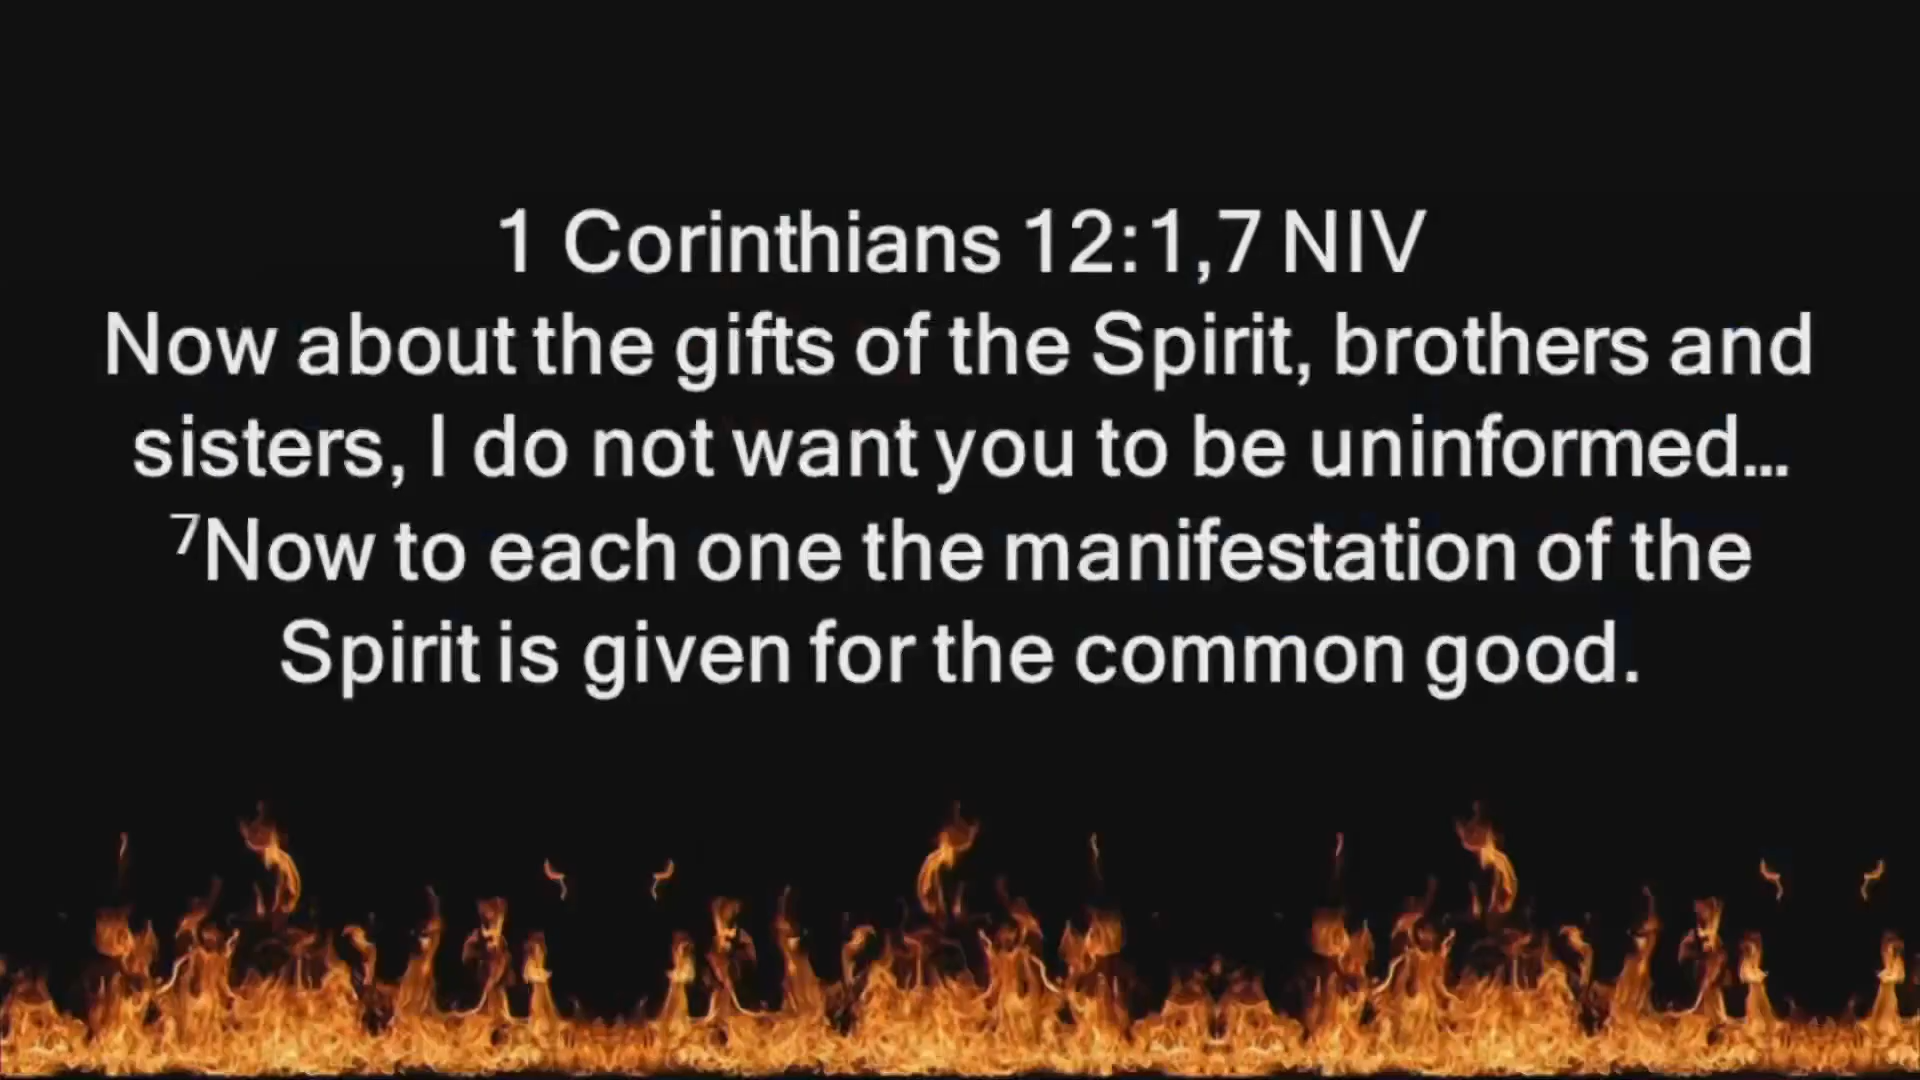 1 Corinthians 12:1,7 NIV
Now about the gifts of the Spirit, brothers and
sisters, I do not want you to be uninformed...
⁷Now to each one the manifestation of the
Spirit is given for the common good.